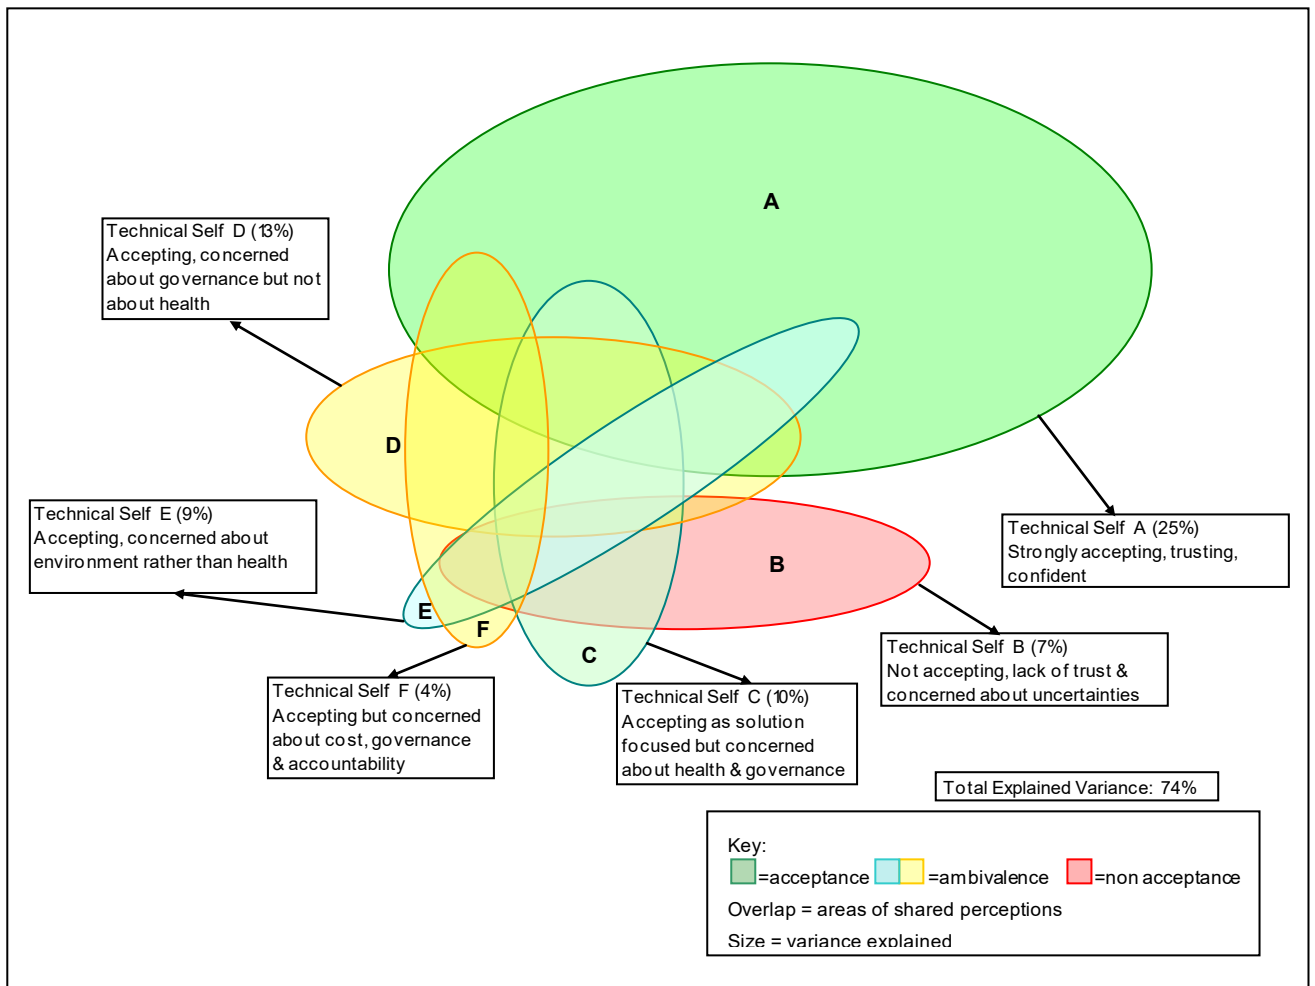 A
Technical Self D (13%)
Accepting, concerned
about governance but not
about health
D
Technical Self E (9%)
Accepting, concerned about
environment rather than health
Technical Self A (25%)
Strongly accepting, trusting,
confident
B
E
F
C
Technical Self B (7%)
Not accepting, lack of trust &
concerned about uncertainties
Technical Self F (4%)
Accepting but concerned
about cost, governance
& accountability
Technical Self C (10%)
Accepting as solution
focused but concerned
about health & governance
Total Explained Variance: 74%
Key:
=acceptance =ambivalence =non acceptance
Overlap = areas of shared perceptions
Size = variance explained